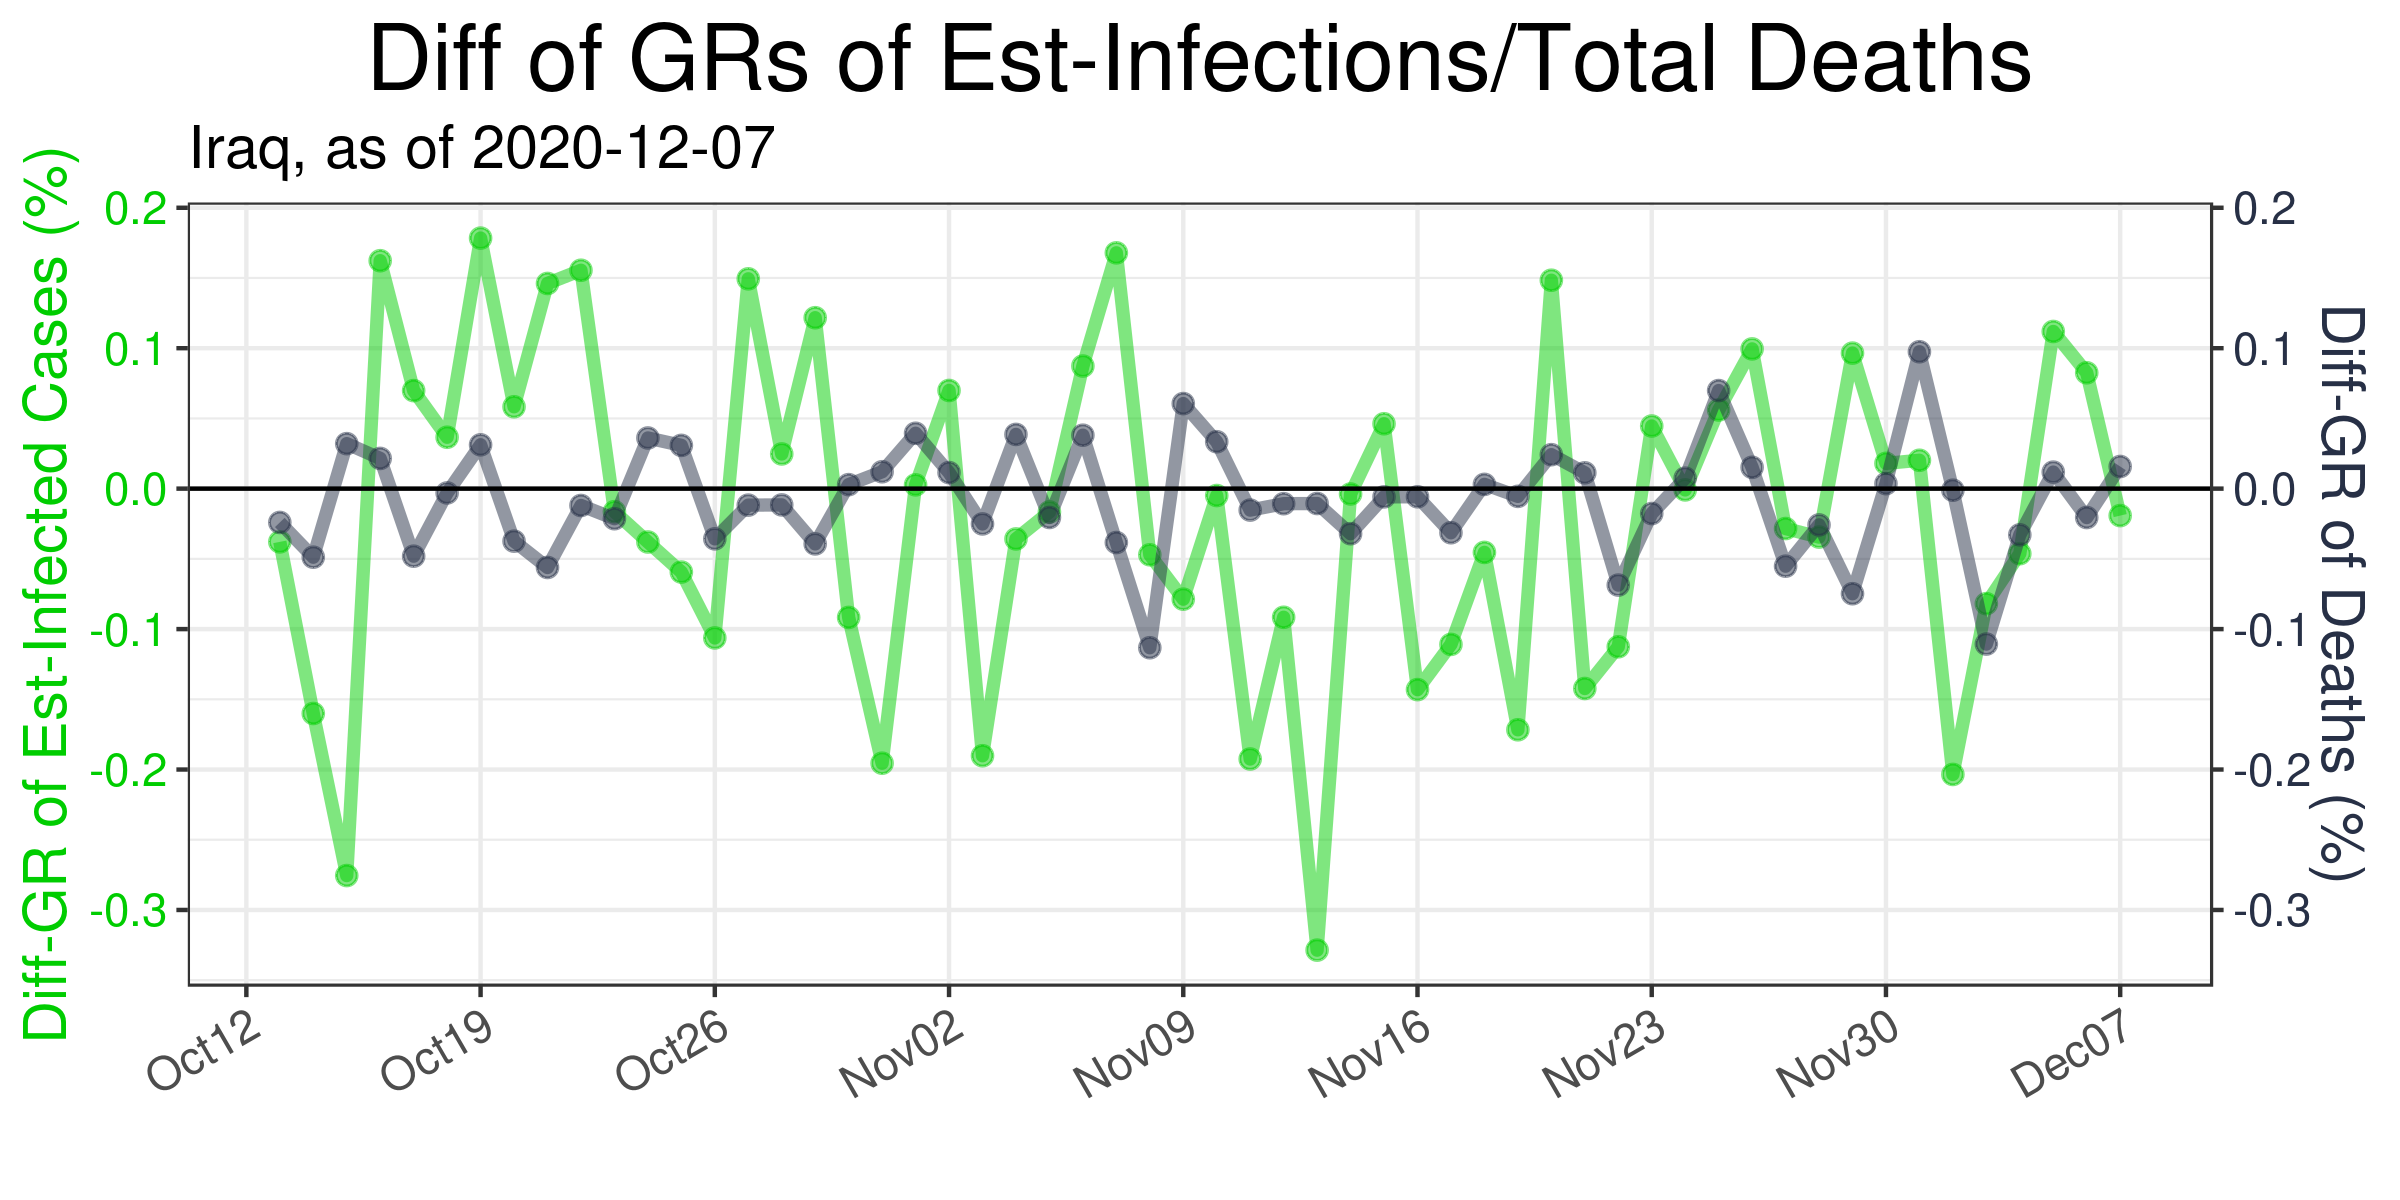 Diff of GRs of Est-Infections/Total Deaths
Iraq, as of 2020-12-07
Diff-GR of Est-Infected Cases (%)
0.2
0.1
0.0
-0.1
-0.2
-0.3
0.2
0.1
0.0
-0.1
-0.2
-0.3
Diff-GR of Deaths (%)
Oct12
Oct19
Oct26
Nov02
Nov09
Nov16
Nov23
Nov30
Dec07